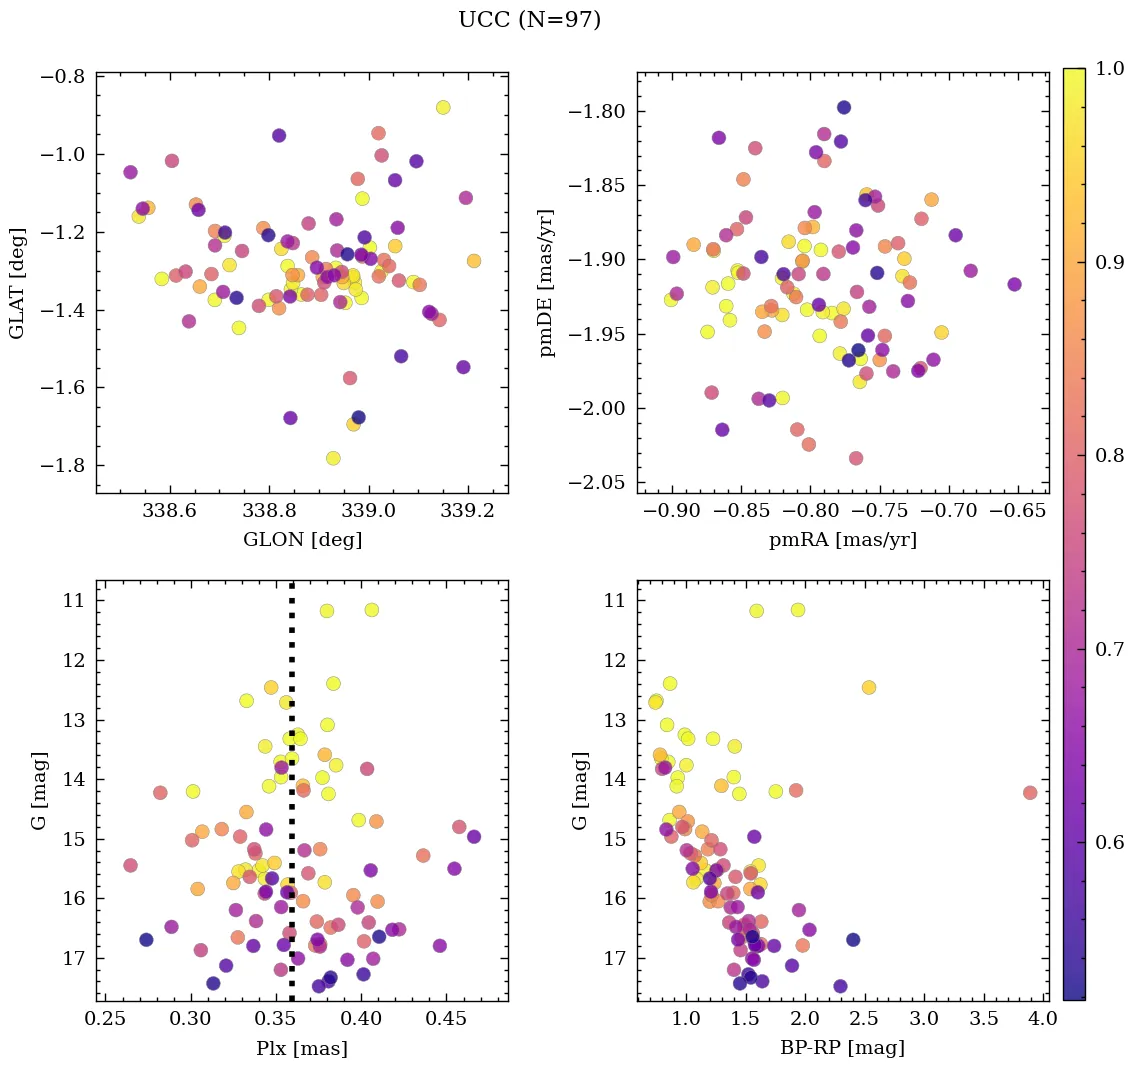 UCC (N=97)
−0.8
−1.0
−1.2
−1.4
−1.6
−1.8
GLAT [deg]
338.6 338.8 339.0 339.2
GLON [deg]
−1.80
−1.85
−1.90
−1.95
−2.00
−2.05
pmDE [mas/yr]
−0.90 −0.85 −0.80 −0.75 −0.70 −0.65
pmRA [mas/yr]
11
12
13
14
15
16
17
G [mag]
0.25 0.30 0.35 0.40 0.45
Plx [mas]
11
12
13
14
15
16
17
G [mag]
1.0 1.5 2.0 2.5 3.0 3.5 4.0
BP-RP [mag]
1.0
0.9
0.8
0.7
0.6